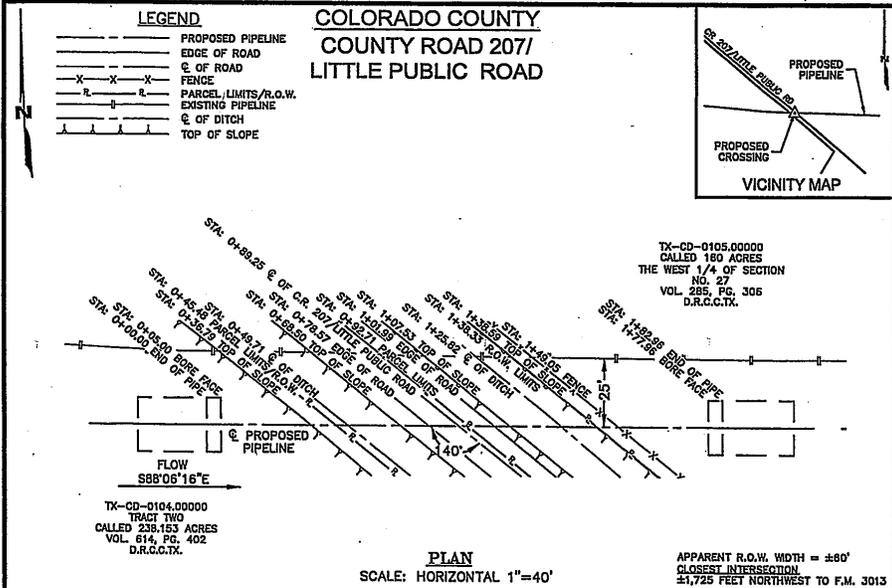 LEGEND
PROPOSED PIPELINE
EDGE OF ROAD
℄ OF ROAD
FENCE
PARCEL/LIMITS/R.O.W.
EXISTING PIPELINE
℄ OF DITCH
TOP OF SLOPE
N
COLORADO COUNTY
COUNTY ROAD 207/
LITTLE PUBLIC ROAD
CR 207/LITTLE PUBLIC RD
PROPOSED
PIPELINE
PROPOSED
CROSSING
VICINITY MAP
TX-CD-0105.00000
CALLED 160 ACRES
THE WEST 1/4 OF SECTION
NO. 27
VOL. 285, PG. 306
D.R.C.C.TX.
STA: 0+00.00 END OF PIPE
STA: 0+05.00 BORE FACE
STA: 0+36.79 TOP OF SLOPE
STA: 0+45.48 PARCEL LIMITS/R.O.W.
STA: 0+49.71 ℄ OF DITCH
STA: 0+68.50 TOP OF SLOPE
STA: 0+78.57 EDGE OF ROAD
STA: 0+89.25 ℄ OF C.R. 207/LITTLE PUBLIC ROAD
STA: 0+92.71 PARCEL LIMITS
STA: 1+01.99 EDGE OF ROAD
STA: 1+07.53 TOP OF SLOPE
STA: 1+25.82 ℄ OF DITCH
STA: 1+38.33 R.O.W. LIMITS
STA: 1+38.59 TOP OF SLOPE
STA: 1+49.05 FENCE
STA: 1+77.66 BORE FACE
STA: 1+82.96 END OF PIPE
25'
140'
℄ PROPOSED
PIPELINE
FLOW
S88°06'16"E
TX-CD-0104.00000
TRACT TWO
CALLED 238.153 ACRES
VOL. 614, PG. 402
D.R.C.C.TX.
PLAN
SCALE: HORIZONTAL 1"=40'
APPARENT R.O.W. WIDTH = ±60'
CLOSEST INTERSECTION
±1,725 FEET NORTHWEST TO F.M. 3013